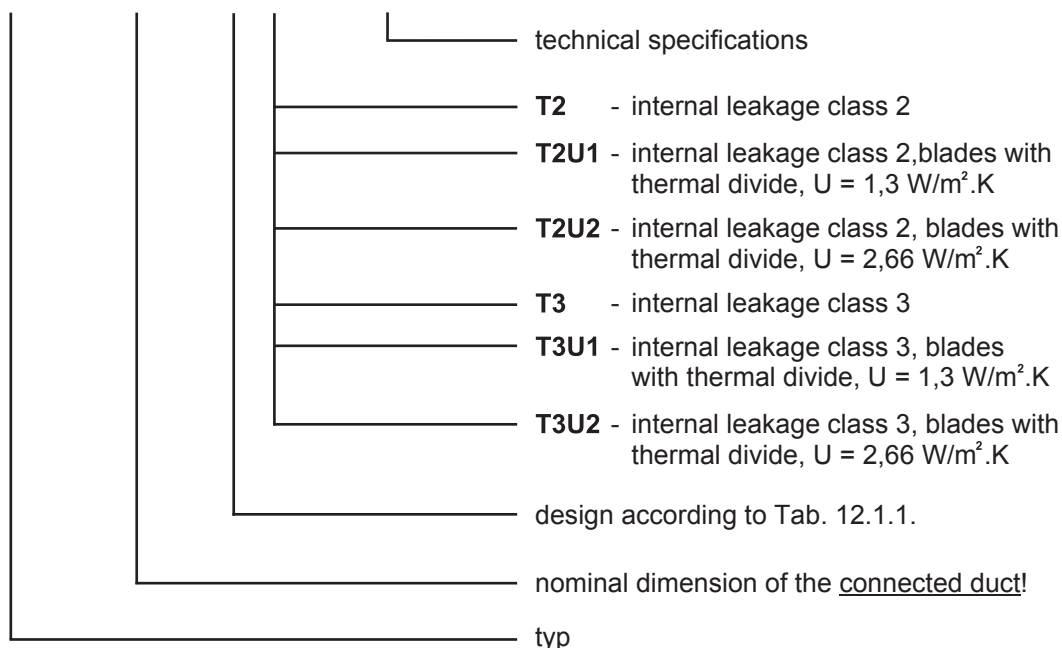 technical specifications
T2 - internal leakage class 2
T2U1 - internal leakage class 2,blades with
thermal divide, U = 1,3 W/m².K
T2U2 - internal leakage class 2, blades with
thermal divide, U = 2,66 W/m².K
T3 - internal leakage class 3
T3U1 - internal leakage class 3, blades
with thermal divide, U = 1,3 W/m².K
T3U2 - internal leakage class 3, blades with
thermal divide, U = 2,66 W/m².K
design according to Tab. 12.1.1.
nominal dimension of the connected duct!
typ